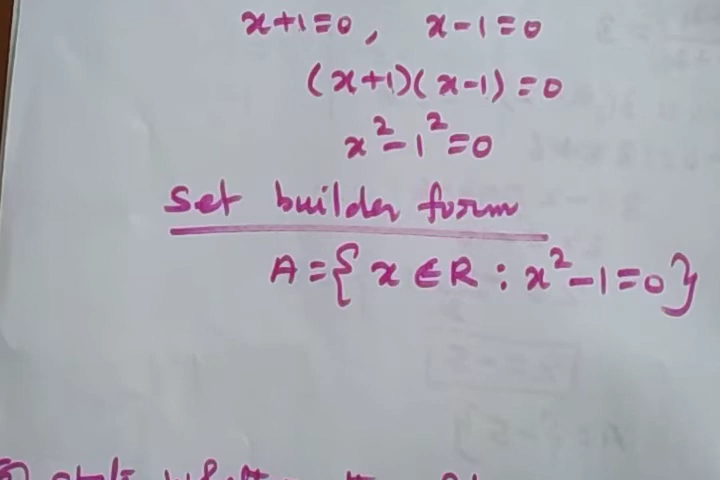 x+1=0, x-1=0
(x+1)(x-1)=0
x²-1²=0
Set builder form
A={x∈R:x²-1=0}